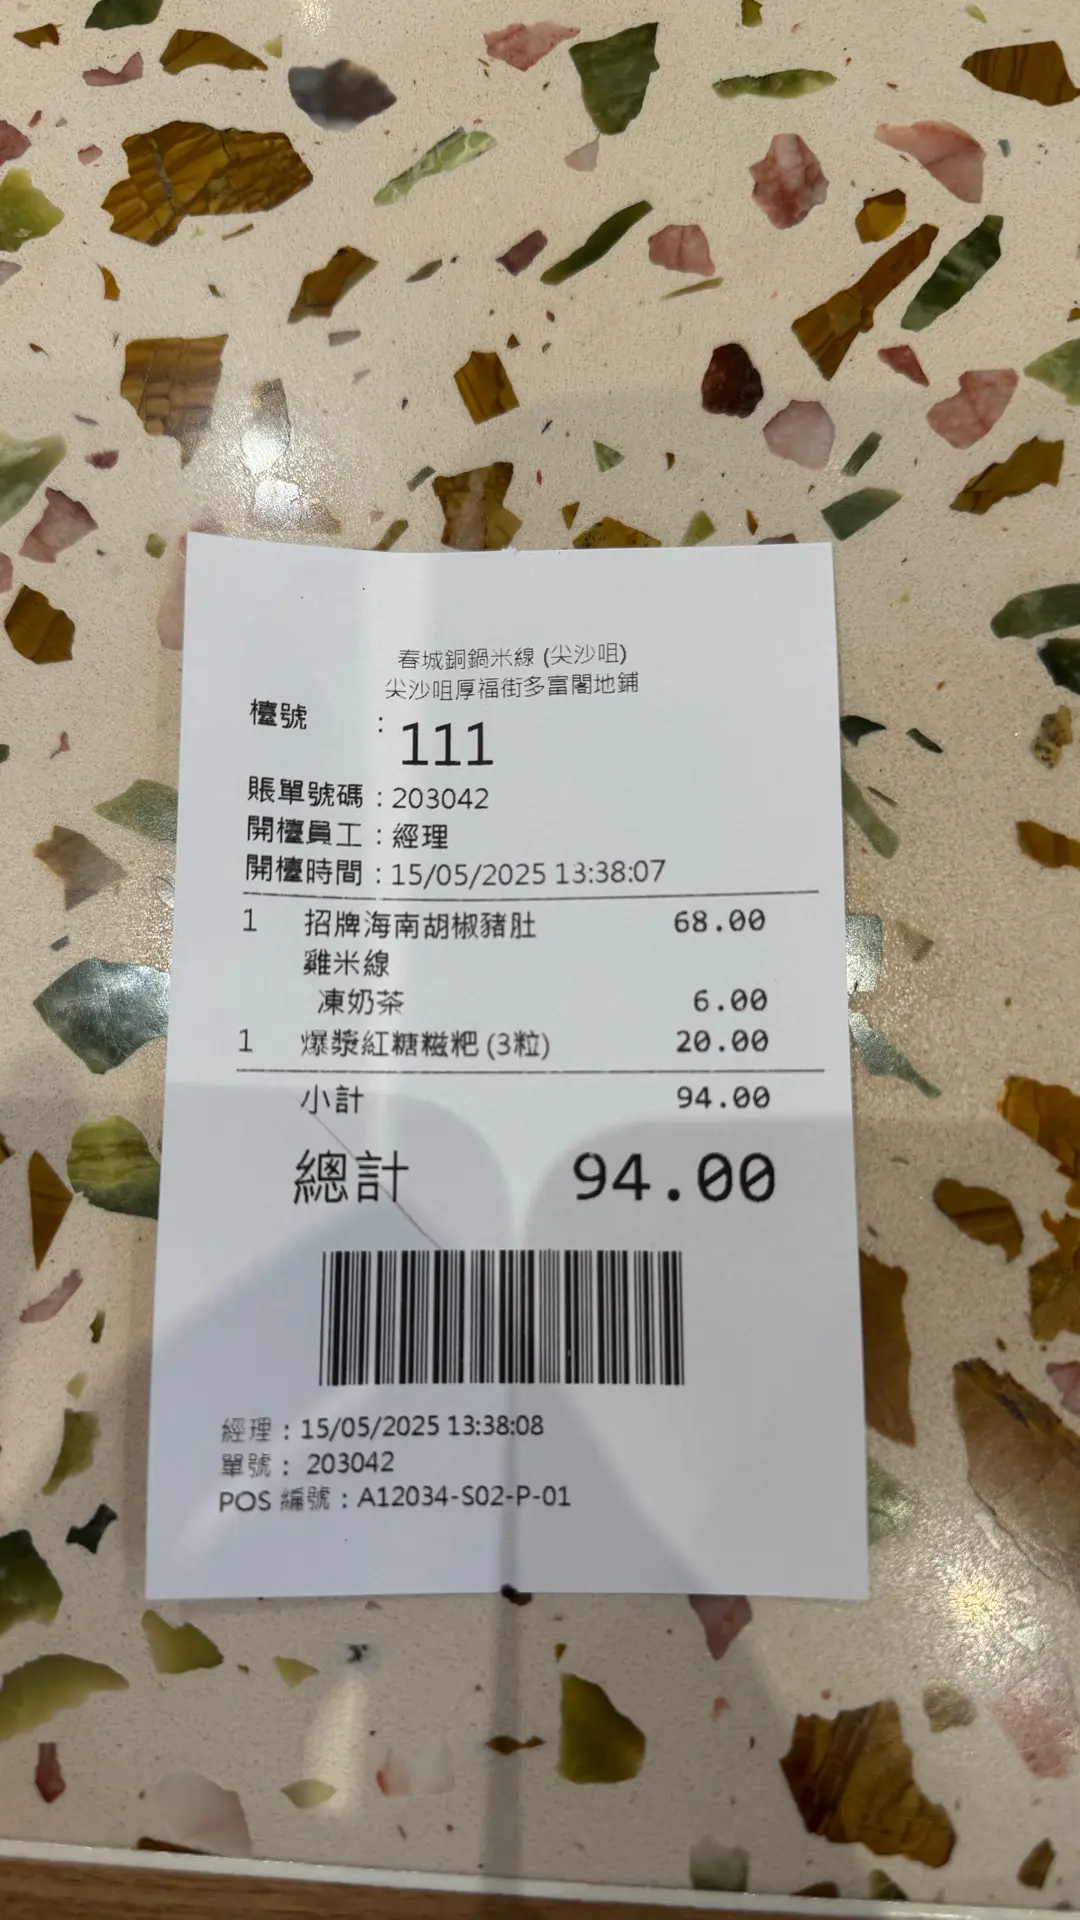 春城銅鍋米線 (尖沙咀)
尖沙咀厚福街多富閣地鋪
檯號 : 111
賬單號碼 : 203042
開檯員工 : 經理
開檯時間 : 15/05/2025 13:38:07
1 招牌海南胡椒豬肚 68.00
雞米線
凍奶茶 6.00
1 爆漿紅糖糍粑 (3粒) 20.00
小計 94.00
總計 94.00
經理 : 15/05/2025 13:38:08
單號 : 203042
POS 編號 : A12034-S02-P-01